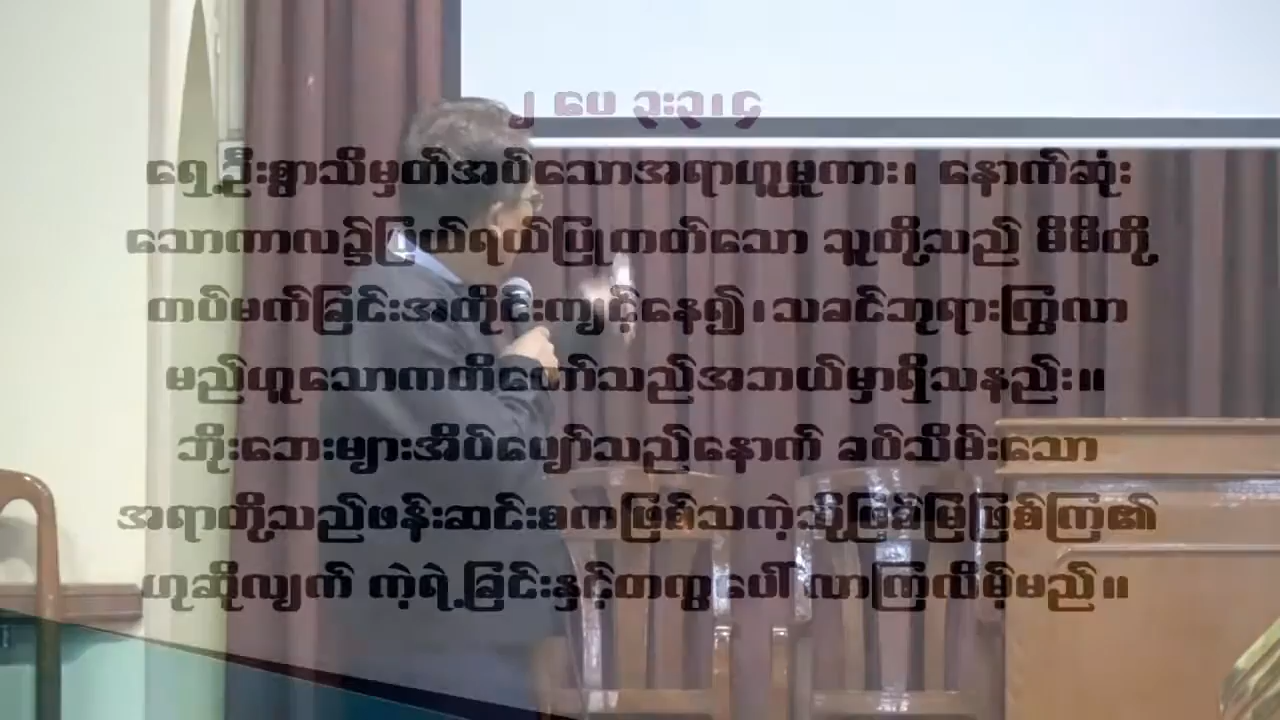 ၂ ပေ ၃း၃၊၄
ရှေ့ဦးစွာသိမှတ်အပ်သောအရာဟူမူကား၊ နောက်ဆုံး
သောကာလ၌ပြယ်ရယ်ပြုတတ်သော သူတို့သည် မိမိတို့
တပ်မက်ခြင်းအတိုင်းကျင့်နေ၍၊သခင်ဘုရားကြွလာ
မည်ဟူသောကတိတော်သည်အဘယ်မှာရှိသနည်း။
ဘိုးဘေးများအိပ်ပျော်သည့်နောက် ခပ်သိမ်းသော
အရာတို့သည်ဖန်ဆင်းစကဖြစ်သကဲ့သို့ဖြစ်မြဲဖြစ်ကြ၏
ဟုဆိုလျက် ကဲ့ရဲ့ခြင်းနှင့်တကွ ပေါ် လာကြလိမ့်မည်။